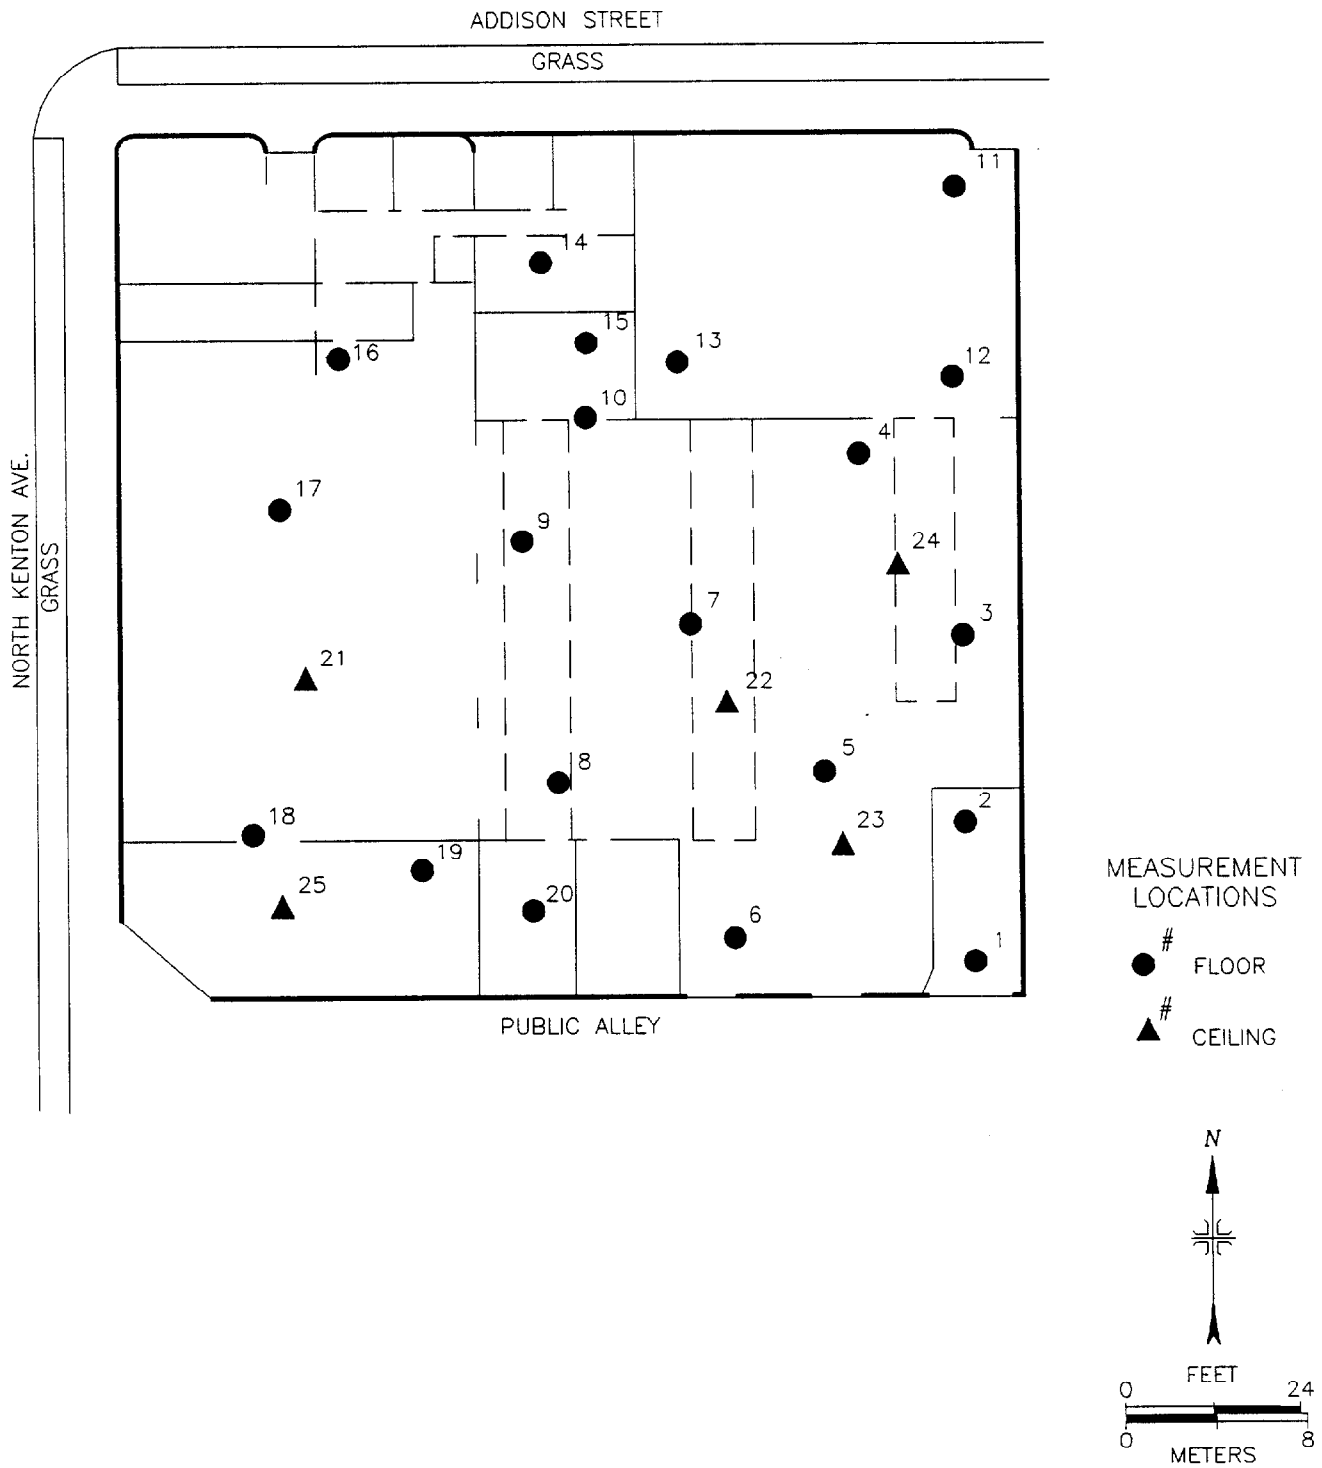 ADDISON STREET
GRASS
11
14
15
13
16
12
10
4
17
9
24
7
3
21
22
5
8
2
18
23
19
25
20
6
1
NORTH KENTON AVE.
GRASS
PUBLIC ALLEY
MEASUREMENT
LOCATIONS
#
FLOOR
#
CEILING
N
FEET
0 24
0 8
METERS